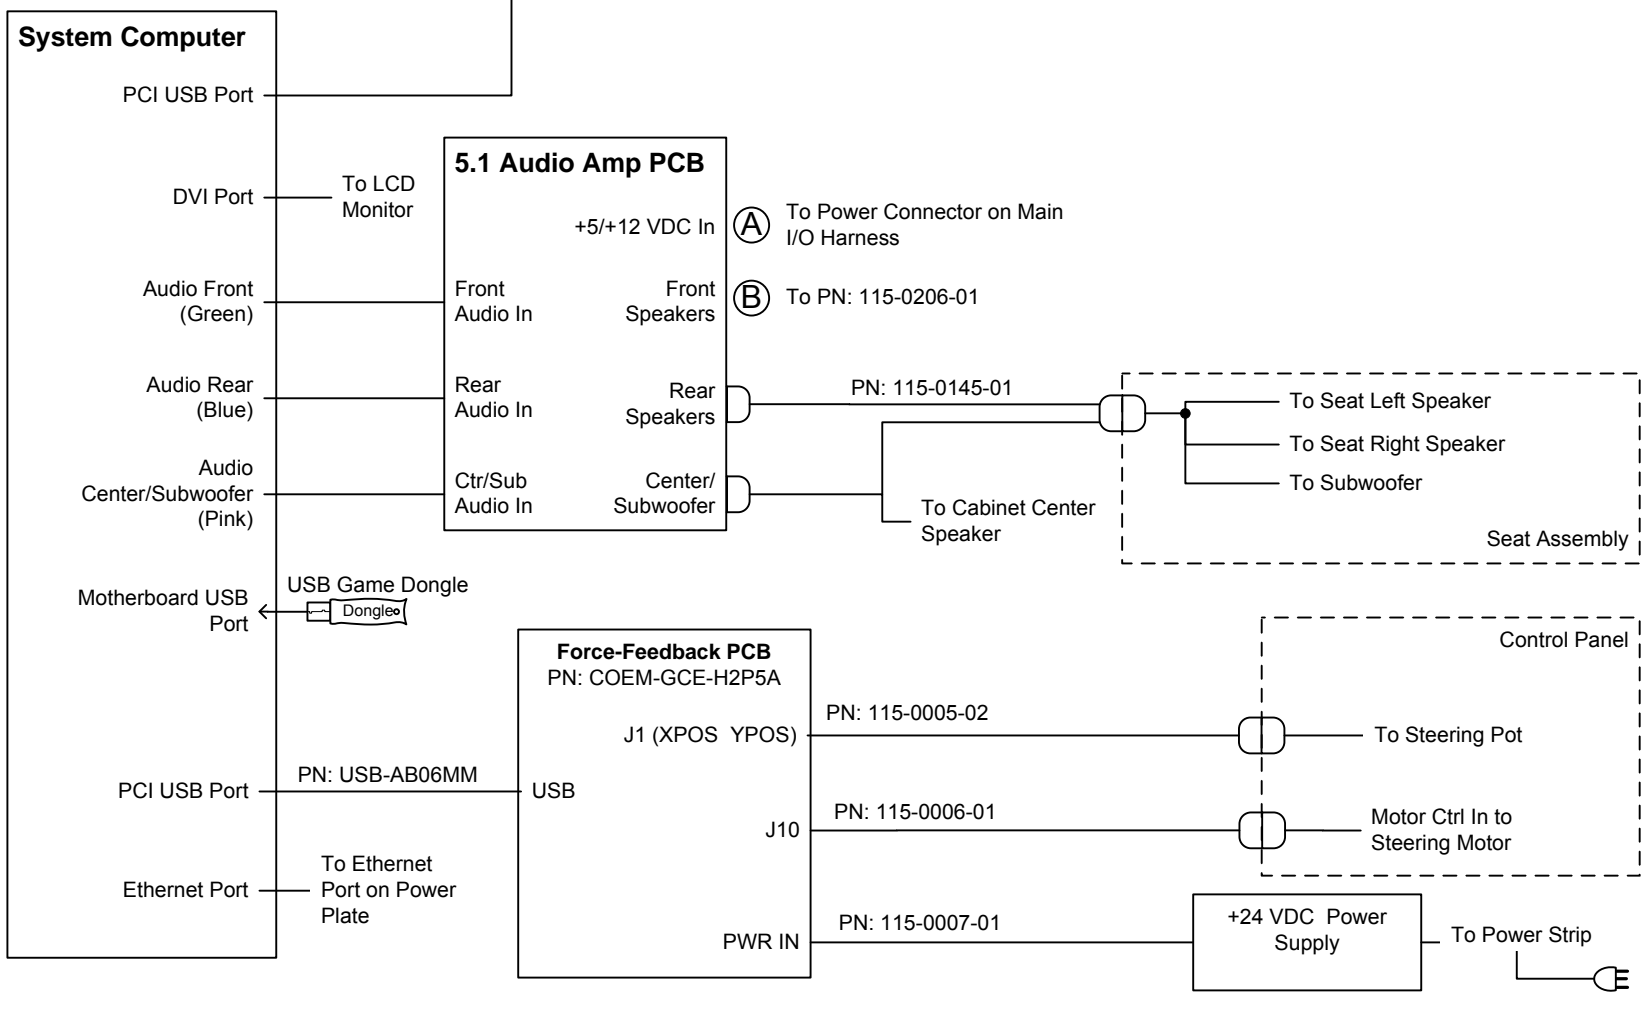 System Computer
PCI USB Port
DVI Port
To LCD
Monitor
Audio Front
(Green)
Audio Rear
(Blue)
Audio
Center/Subwoofer
(Pink)
Motherboard USB
Port
USB Game Dongle
Dongle
PCI USB Port
PN: USB-AB06MM
Ethernet Port
To Ethernet
Port on Power
Plate
5.1 Audio Amp PCB
+5/+12 VDC In
A
To Power Connector on Main
I/O Harness
Front
Audio In
Front
Speakers
B
To PN: 115-0206-01
Rear
Audio In
Rear
Speakers
PN: 115-0145-01
Ctr/Sub
Audio In
Center/
Subwoofer
To Cabinet Center
Speaker
To Seat Left Speaker
To Seat Right Speaker
To Subwoofer
Seat Assembly
Force-Feedback PCB
PN: COEM-GCE-H2P5A
J1 (XPOS  YPOS)
USB
J10
PWR IN
PN: 115-0005-02
PN: 115-0006-01
PN: 115-0007-01
Control Panel
To Steering Pot
Motor Ctrl In to
Steering Motor
+24 VDC  Power
Supply
To Power Strip